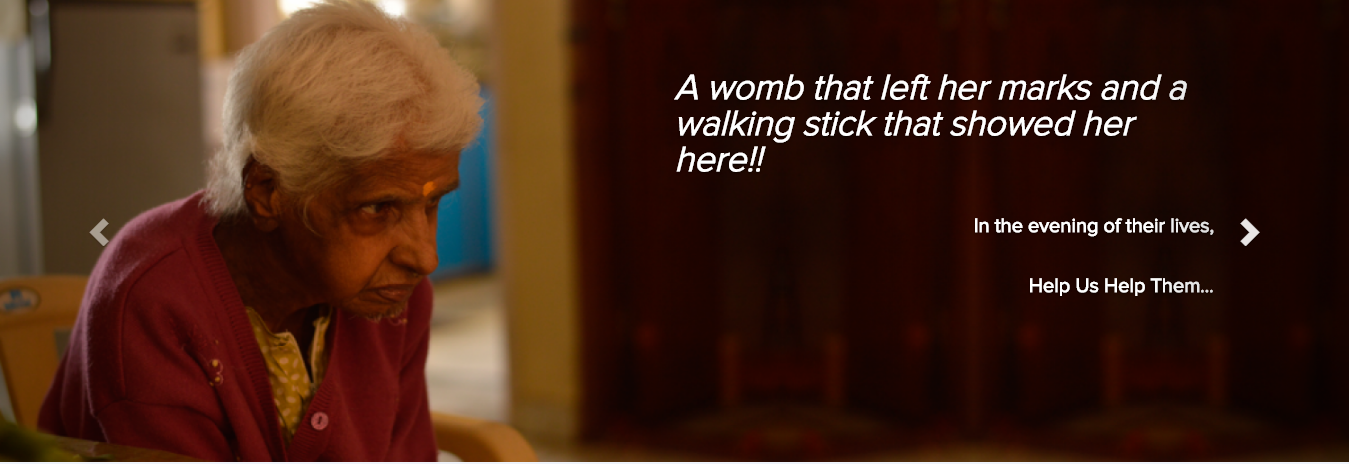 A womb that left her marks and a
walking stick that showed her
here!!
In the evening of their lives,
Help Us Help Them...